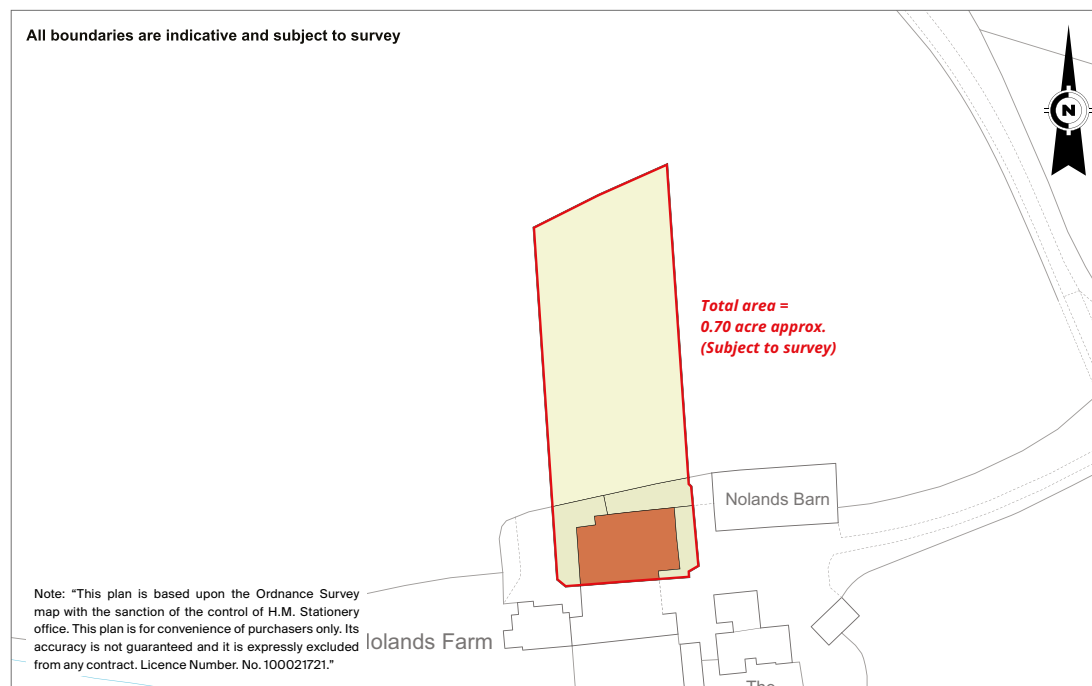 All boundaries are indicative and subject to survey
N
Total area =
0.70 acre approx.
(Subject to survey)
Nolands Barn
Note: “This plan is based upon the Ordnance Survey
map with the sanction of the control of H.M. Stationery
office. This plan is for convenience of purchasers only. Its
accuracy is not guaranteed and it is expressly excluded
from any contract. Licence Number. No. 100021721.”
olands Farm
The